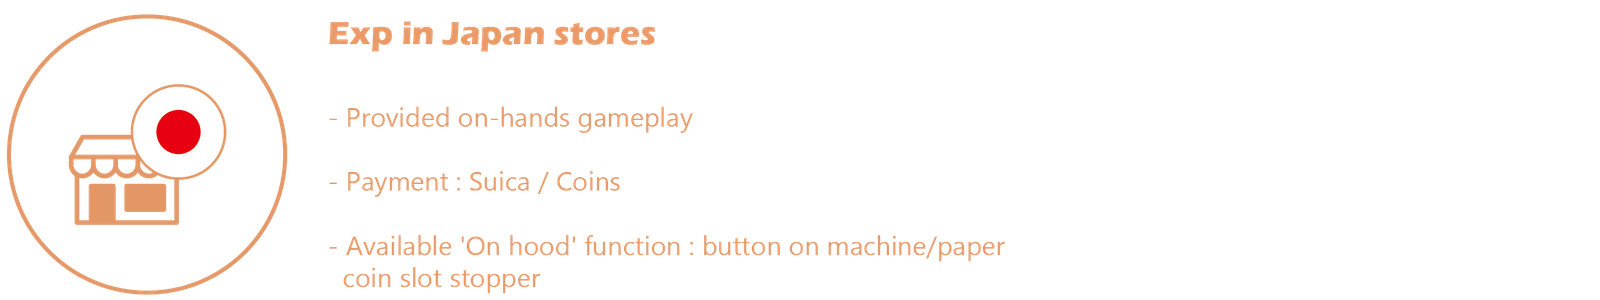 Exp in Japan stores
- Provided on-hands gameplay
- Payment : Suica / Coins
- Available 'On hood' function : button on machine/paper
coin slot stopper